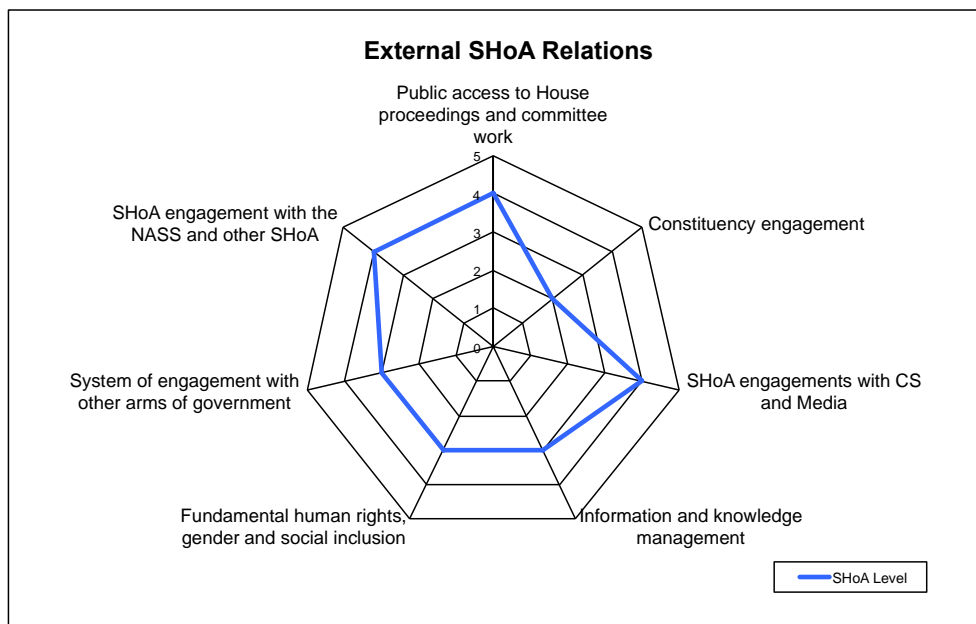 External SHoA Relations
Public access to House
proceedings and committee
work
5
4
3
2
1
0
SHoA engagement with the
NASS and other SHoA
Constituency engagement
System of engagement with
other arms of government
SHoA engagements with CS
and Media
Fundamental human rights,
gender and social inclusion
Information and knowledge
management
SHoA Level